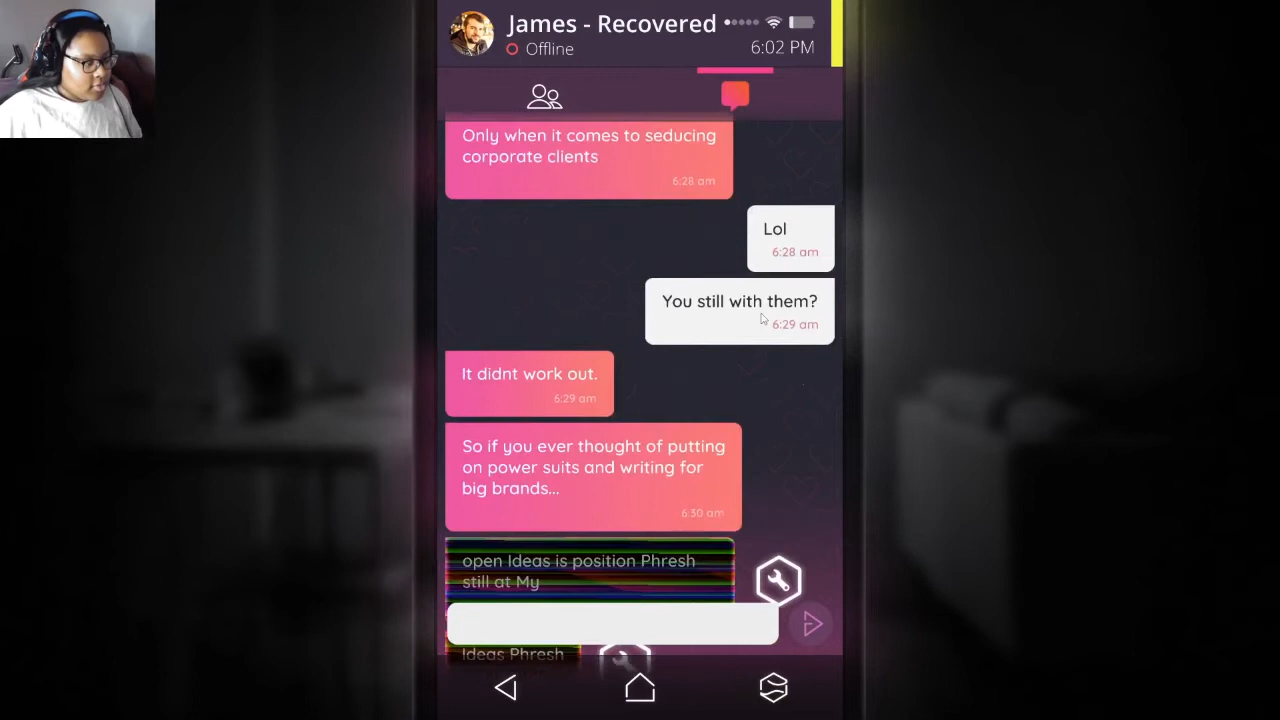 James - Recovered
Offline
6:02 PM
Only when it comes to seducing
corporate clients
6:28 am
Lol
6:28 am
You still with them?
6:29 am
It didnt work out.
6:29 am
So if you ever thought of putting
on power suits and writing for
big brands...
6:30 am
open Ideas is position Phresh
still at My
Ideas Phresh